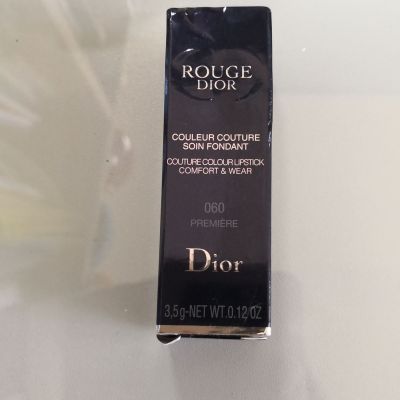 ROUGE
DIOR
COULEUR COUTURE
SOIN FONDANT
COUTURE COLOUR LIPSTICK
COMFORT & WEAR
060
PREMIÈRE
Dior
3,5g-NET WT.0.12 OZ